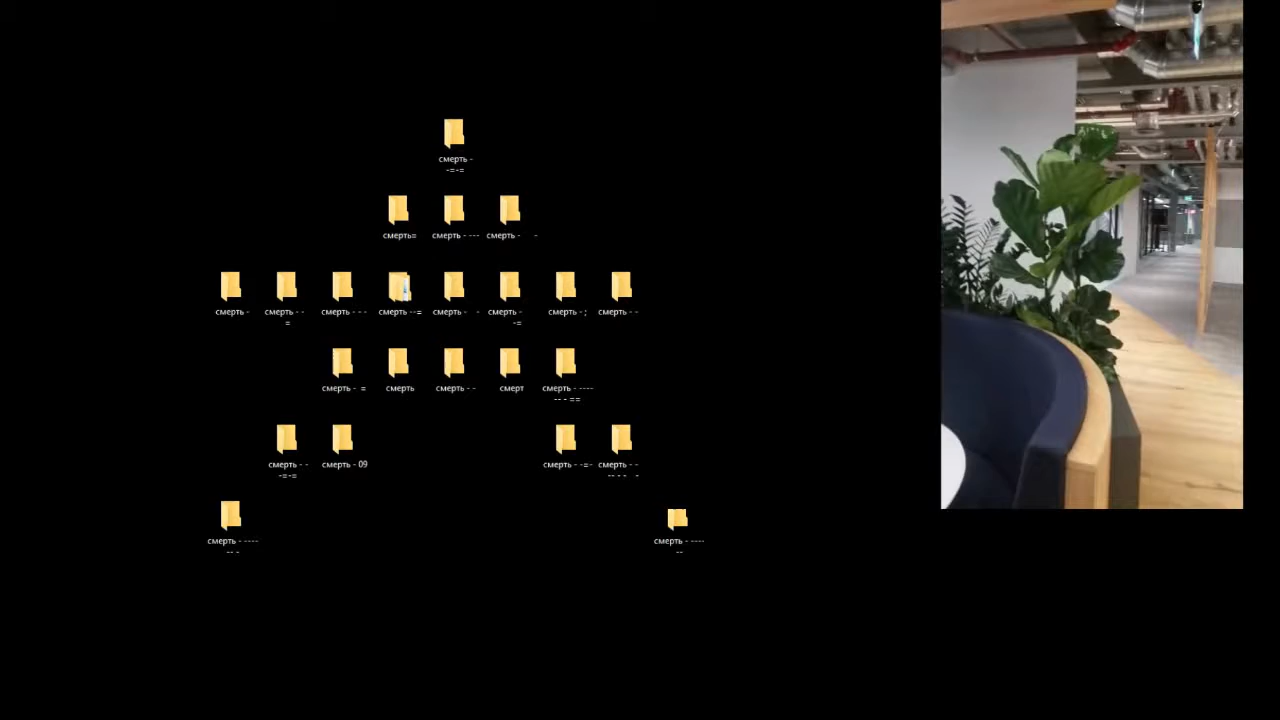 смерть -
-=-=
смерть=
смерть - ---
смерть -     -
смерть -
смерть - -
=
смерть - - -
смерть --=
смерть -   -
смерть -
-=
смерть - ;
смерть - -
смерть -  =
смерть
смерть - -
смерт
смерть - ----
-- - ==
смерть - -
-=-=
смерть - 09
смерть - -=-
смерть - -
-- - -   -
смерть - ----
-- -
смерть - ----
--